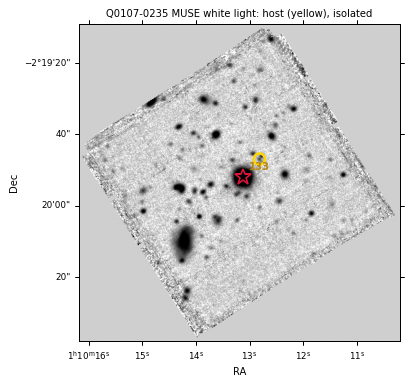 Q0107-0235 MUSE white light: host (yellow), isolated
−2°19'20"
40"
20'00"
20"
Dec
133
1ʰ10ᵐ16ˢ 15ˢ 14ˢ 13ˢ 12ˢ 11ˢ
RA